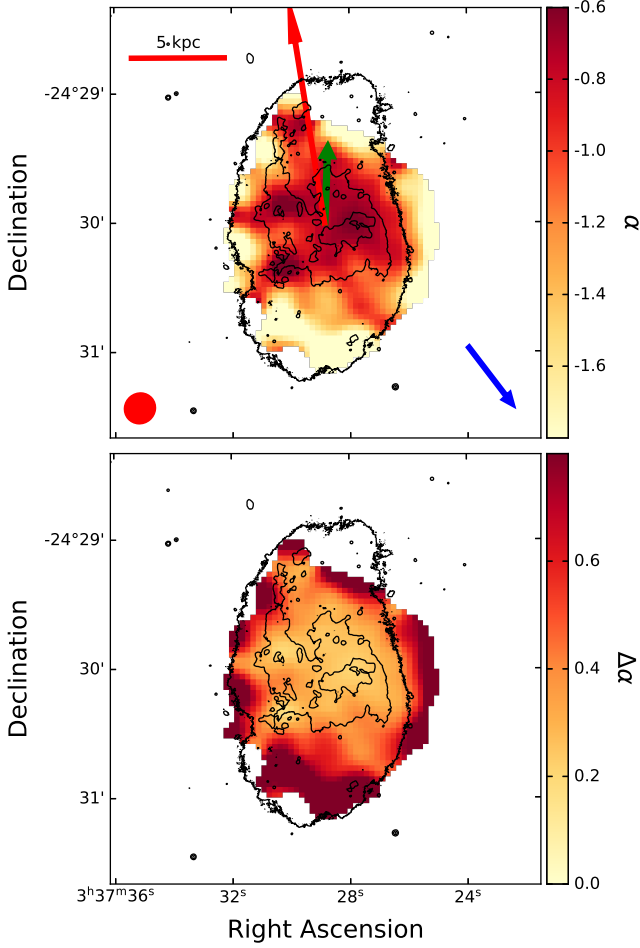 5 kpc
-24°29'
30'
31'
Declination
-0.6
-0.8
-1.0
-1.2
-1.4
-1.6
α
-24°29'
30'
31'
Declination
0.6
0.4
0.2
0.0
Δα
3ʰ37ᵐ36ˢ 32ˢ 28ˢ 24ˢ
Right Ascension